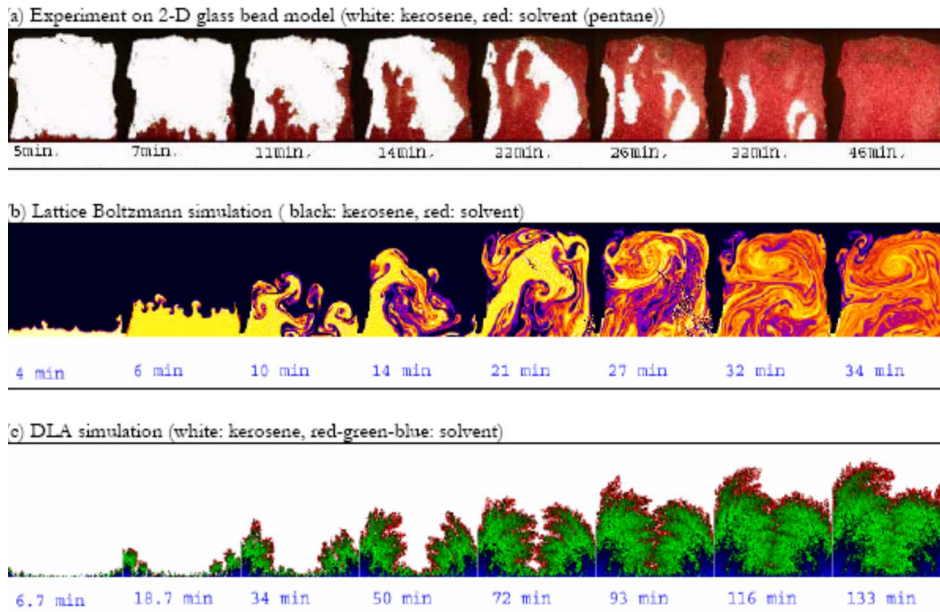 (a) Experiment on 2-D glass bead model (white: kerosene, red: solvent (pentane))
5min. 7min. 11min. 14min. 22min. 26min. 32min. 46min.
(b) Lattice Boltzmann simulation ( black: kerosene, red: solvent)
4 min 6 min 10 min 14 min 21 min 27 min 32 min 34 min
(c) DLA simulation (white: kerosene, red-green-blue: solvent)
6.7 min 18.7 min 34 min 50 min 72 min 93 min 116 min 133 min